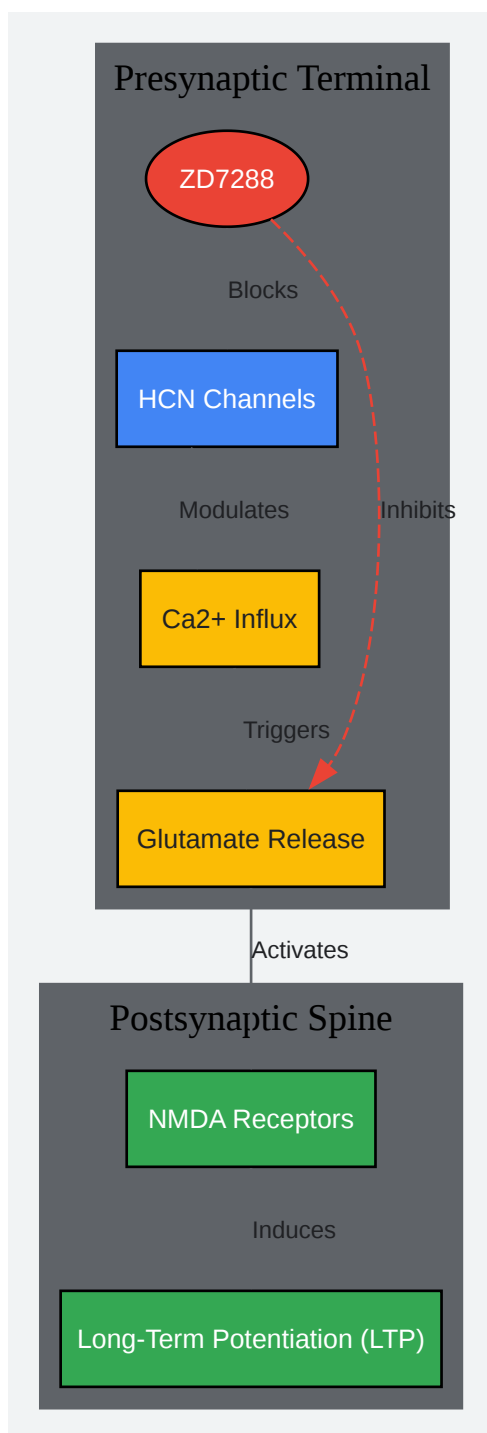 Presynaptic Terminal
ZD7288
Blocks
HCN Channels
Modulates
Inhibits
Ca2+ Influx
Triggers
Glutamate Release
Activates
Postsynaptic Spine
NMDA Receptors
Induces
Long-Term Potentiation (LTP)